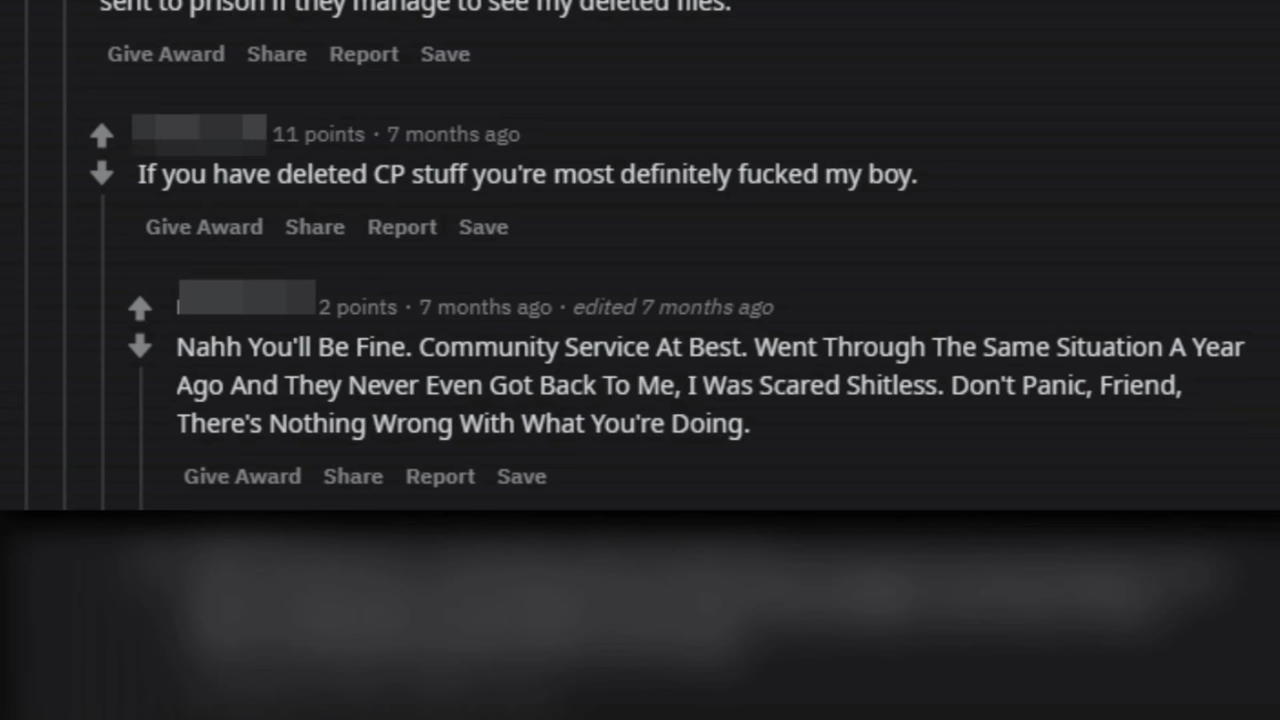 sent to prison if they manage to see my deleted files.
Give Award Share Report Save
11 points · 7 months ago
If you have deleted CP stuff you're most definitely fucked my boy.
Give Award Share Report Save
2 points · 7 months ago · edited 7 months ago
Nahh You'll Be Fine. Community Service At Best. Went Through The Same Situation A Year
Ago And They Never Even Got Back To Me, I Was Scared Shitless. Don't Panic, Friend,
There's Nothing Wrong With What You're Doing.
Give Award Share Report Save